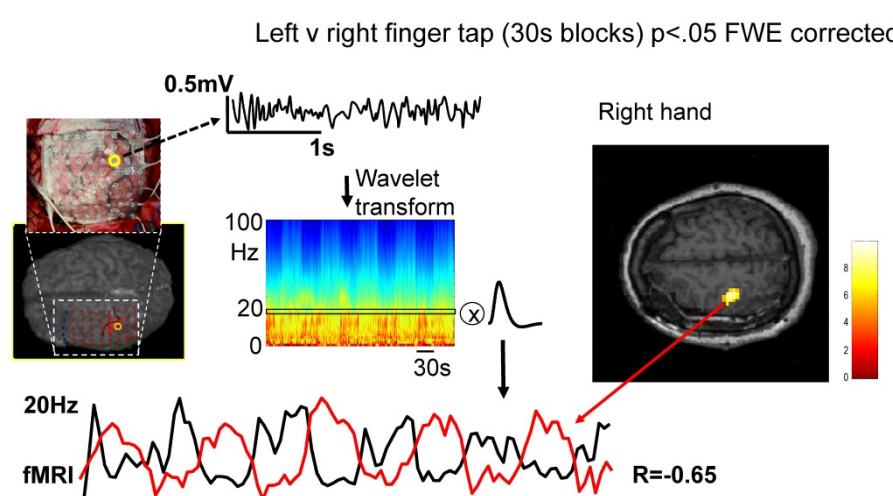 Left v right finger tap (30s blocks) p<.05 FWE corrected
0.5mV
1s
Right hand
Wavelet
transform
100
Hz
20
0
x
30s
8
6
4
2
0
20Hz
fMRI
R=-0.65